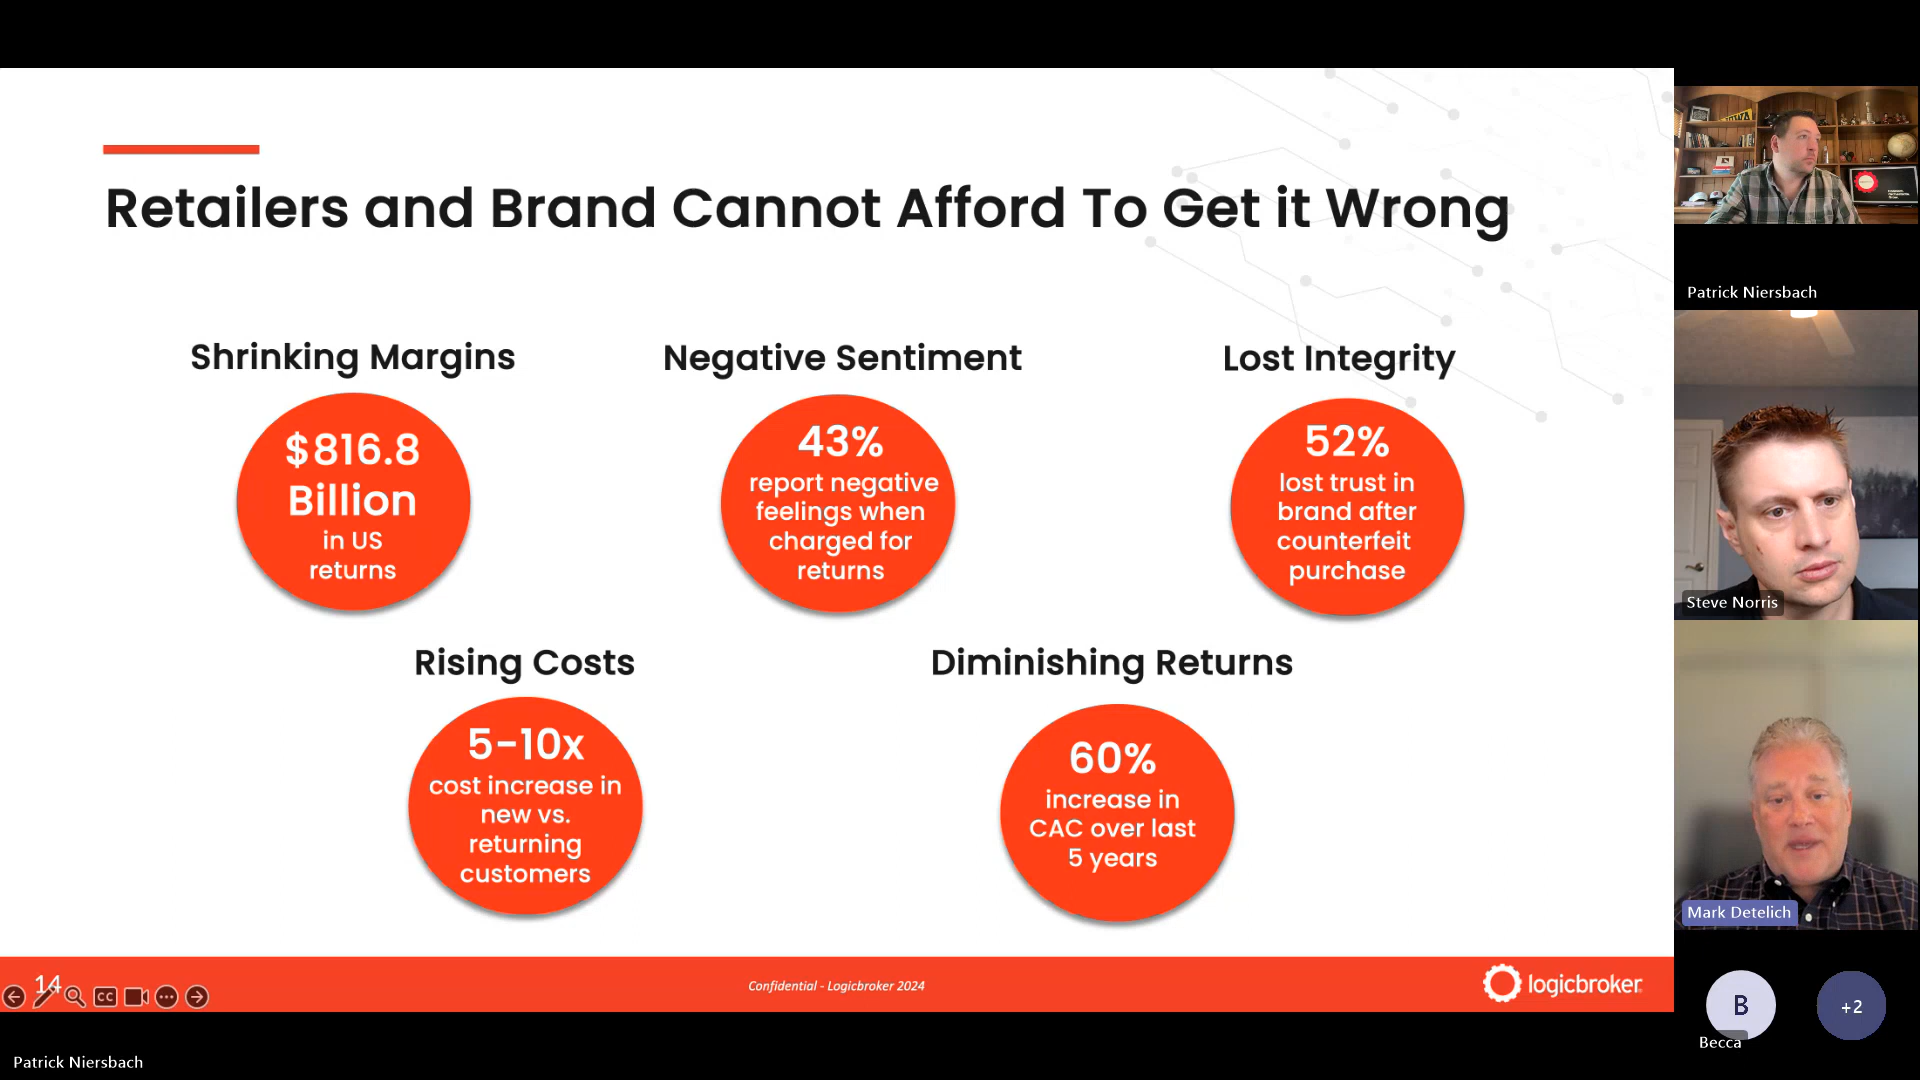 Retailers and Brand Cannot Afford To Get it Wrong
Shrinking Margins
$816.8
Billion
in US
returns
Negative Sentiment
43%
report negative
feelings when
charged for
returns
Lost Integrity
52%
lost trust in
brand after
counterfeit
purchase
Rising Costs
5-10x
cost increase in
new vs.
returning
customers
Diminishing Returns
60%
increase in
CAC over last
5 years
14
CC
Confidential - Logicbroker 2024
logicbroker
Patrick Niersbach
IOWA
Patrick Niersbach
Steve Norris
Mark Detelich
B
Becca
+2